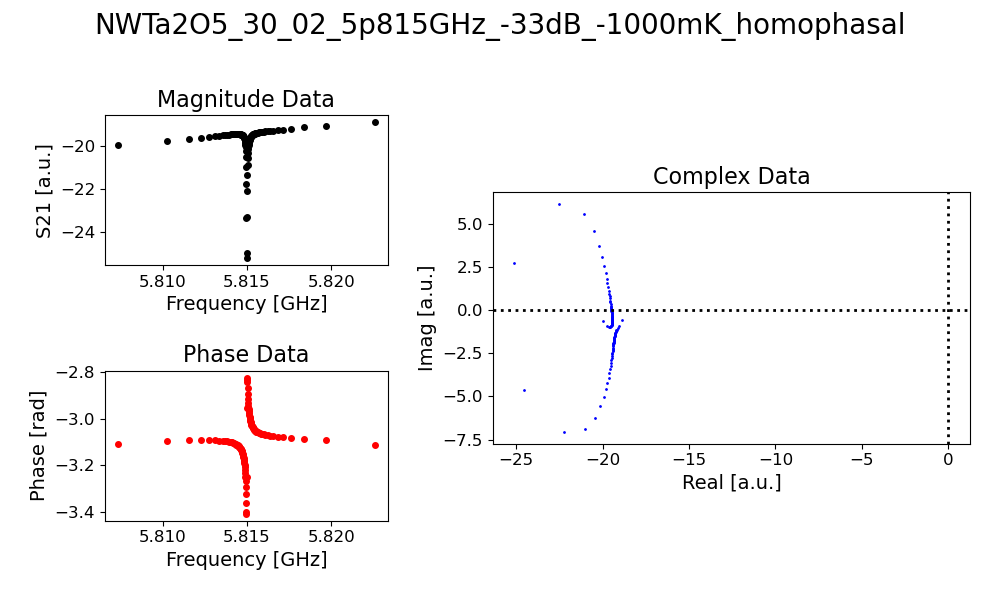 NWTa2O5_30_02_5p815GHz_-33dB_-1000mK_homophasal
Magnitude Data
S21 [a.u.]
−20
−22
−24
5.810
5.815
5.820
Frequency [GHz]
Phase Data
Phase [rad]
−2.8
−3.0
−3.2
−3.4
5.810
5.815
5.820
Frequency [GHz]
Complex Data
Imag [a.u.]
5.0
2.5
0.0
−2.5
−5.0
−7.5
−25
−20
−15
−10
−5
0
Real [a.u.]